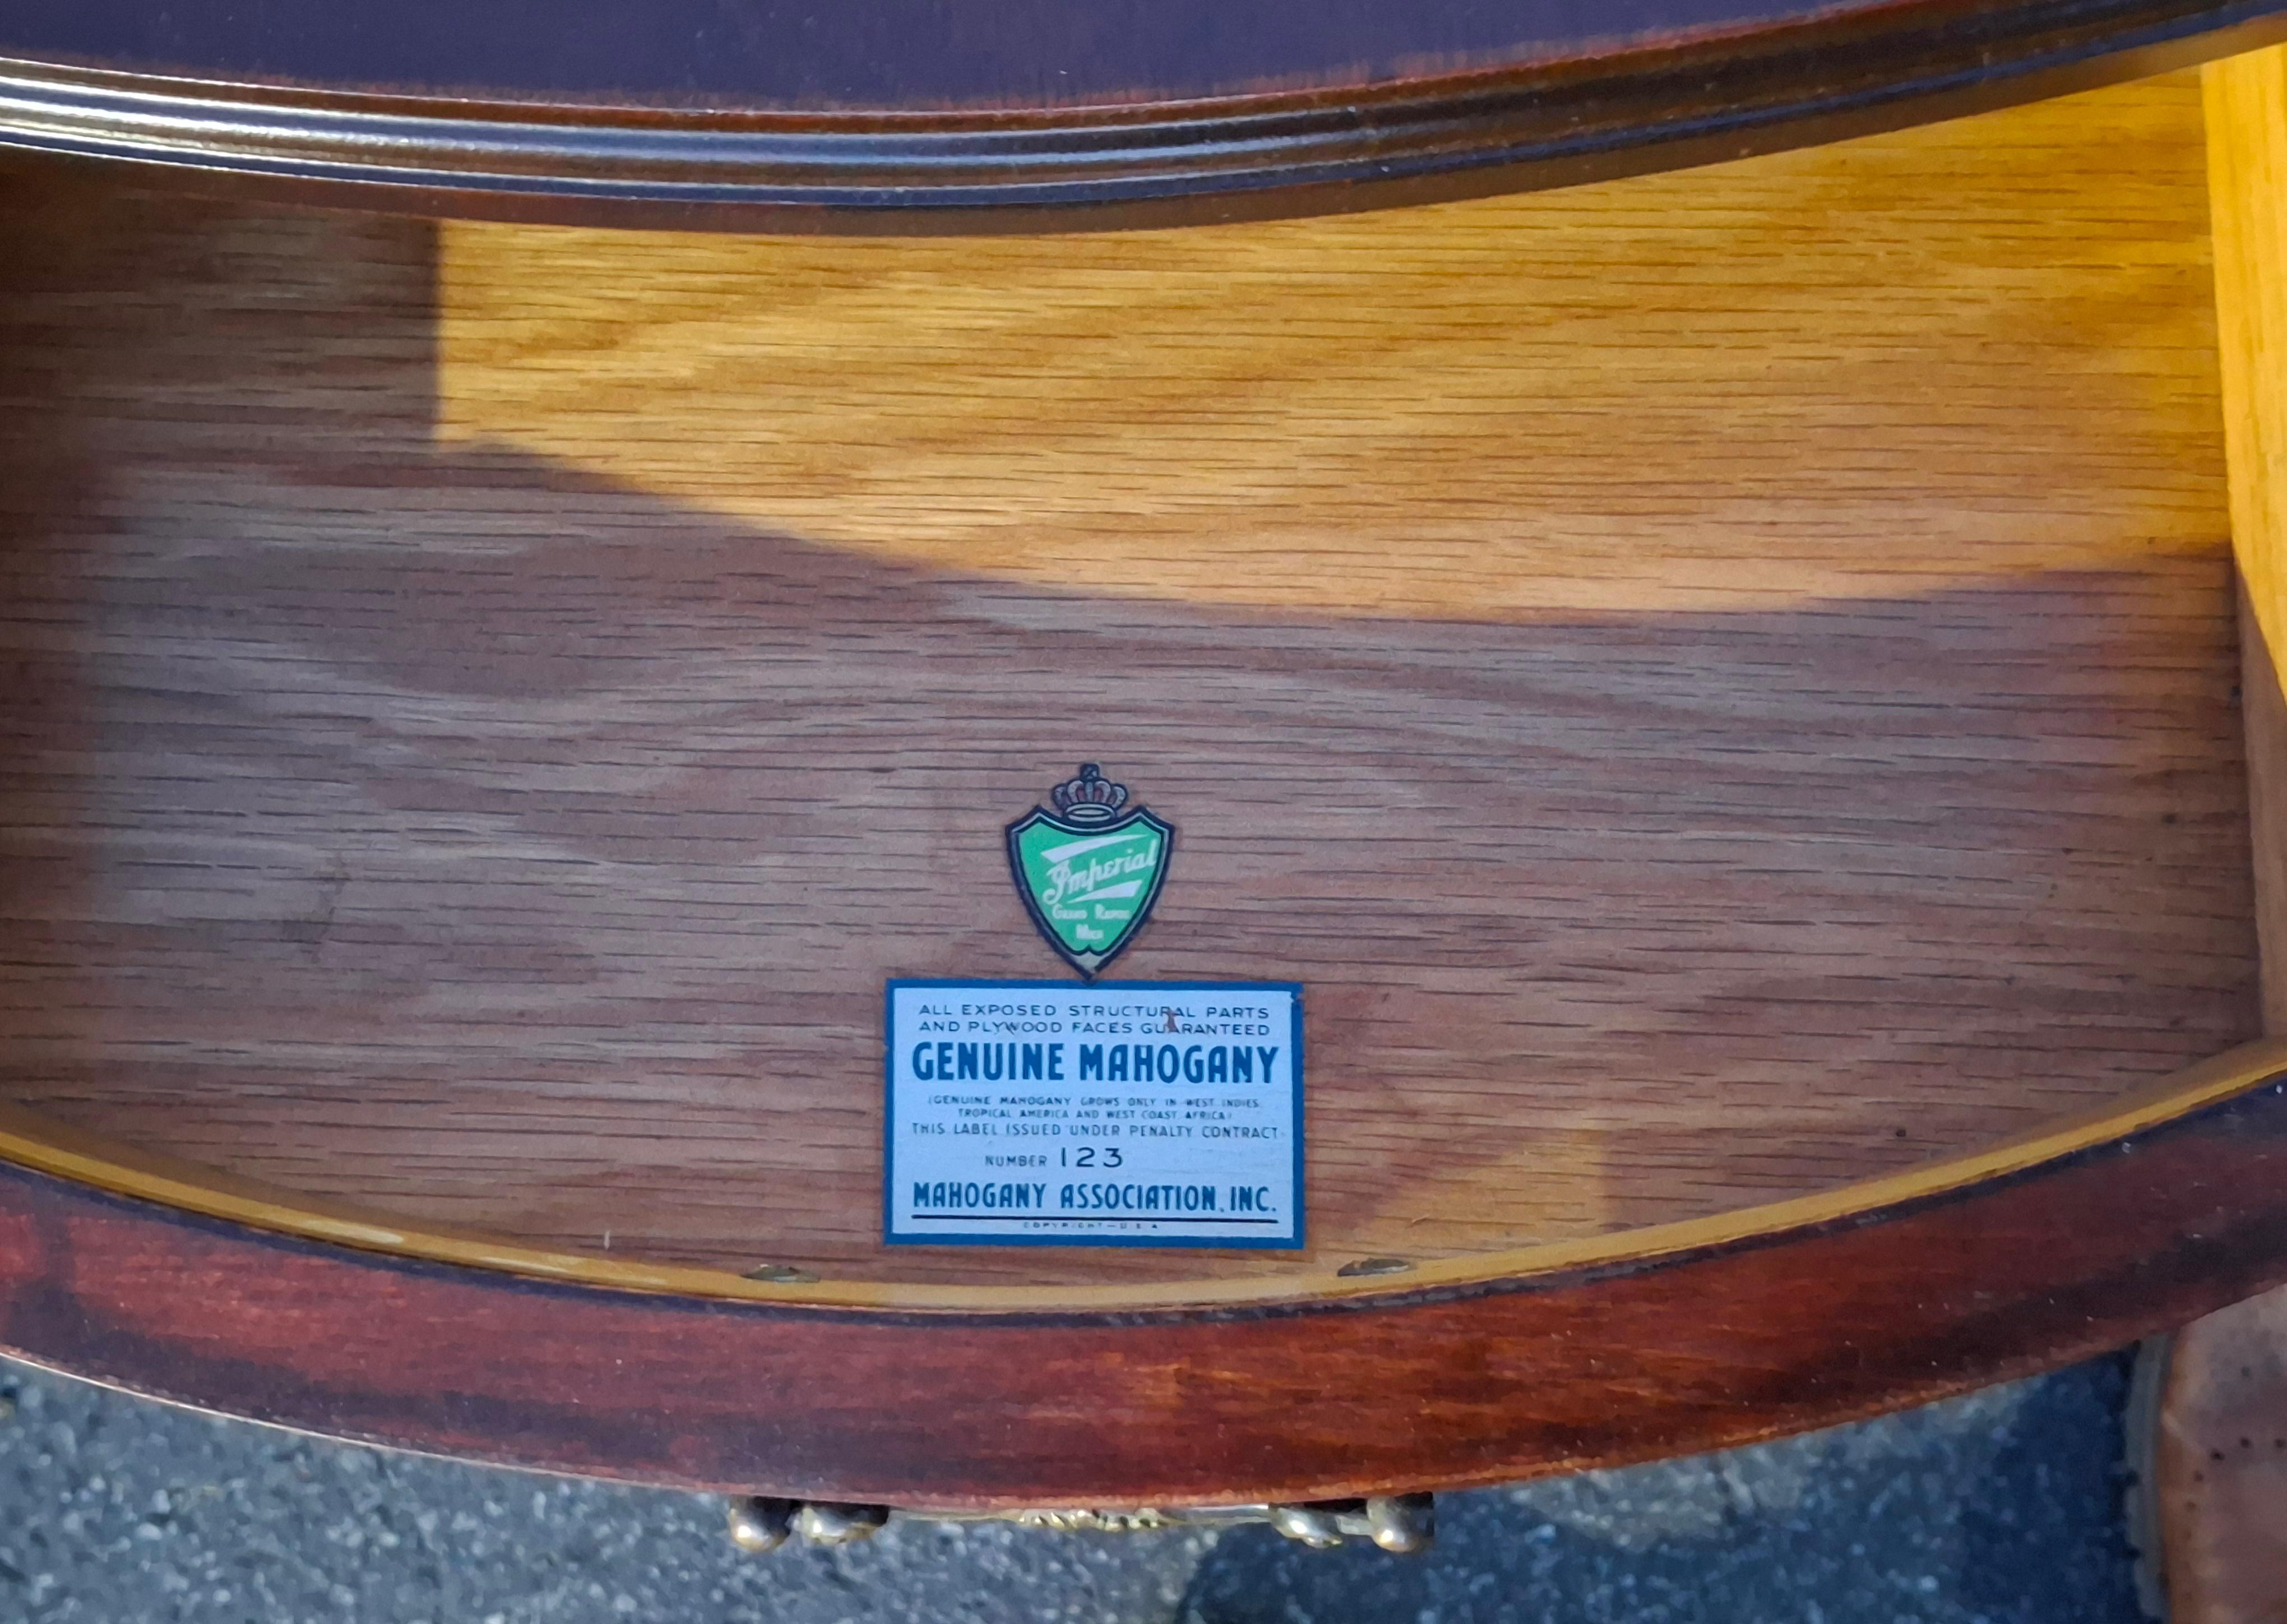 Imperial
GRAND RAPIDS
MICH
ALL EXPOSED STRUCTURAL PARTS
AND PLYWOOD FACES GUARANTEED
GENUINE MAHOGANY
(GENUINE MAHOGANY GROWS ONLY IN WEST INDIES,
TROPICAL AMERICA AND WEST COAST AFRICA)
THIS LABEL ISSUED UNDER PENALTY CONTRACT
NUMBER 123
MAHOGANY ASSOCIATION, INC.
COPYRIGHT—U S A